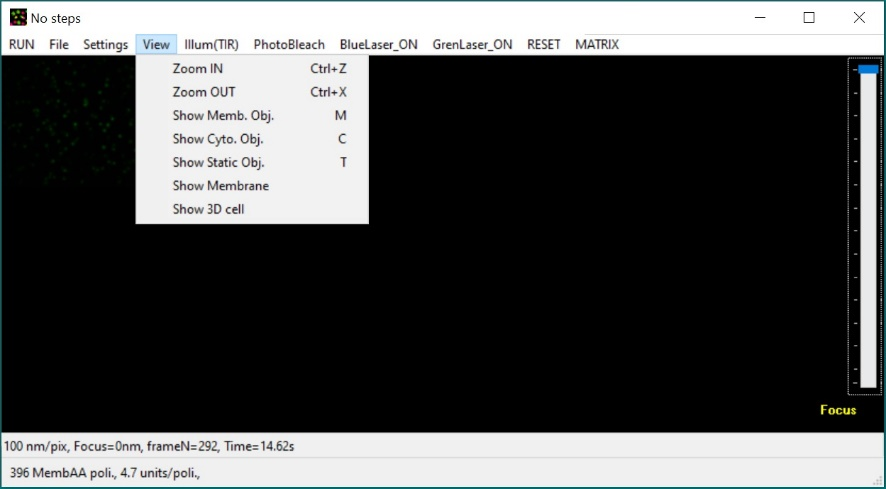 No steps
RUN File Settings View Illum(TIR) PhotoBleach BlueLaser_ON GrenLaser_ON RESET MATRIX
Zoom IN Ctrl+Z
Zoom OUT Ctrl+X
Show Memb. Obj. M
Show Cyto. Obj. C
Show Static Obj. T
Show Membrane
Show 3D cell
Focus
100 nm/pix, Focus=0nm, frameN=292, Time=14.62s
396 MembAA poli., 4.7 units/poli.,